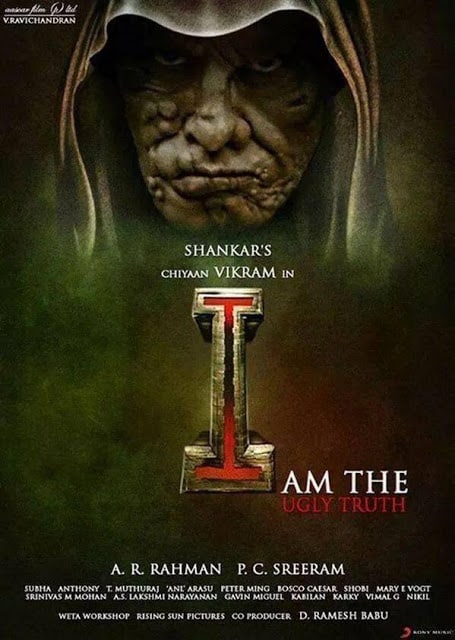 aascar film (P) ltd
V.RAVICHANDRAN
SHANKAR'S
CHIYAAN VIKRAM IN
I
AM THE
UGLY TRUTH
A. R. RAHMAN P. C. SREERAM
SUBHA ANTHONY T. MUTHURAJ 'ANL' ARASU PETER MING BOSCO CAESAR SHOBI MARY E VOGT
SRINIVAS M MOHAN A.S. LAKSHMI NARAYANAN GAVIN MIGUEL KABILAN KARKY VIMAL G NIKIL
WETA WORKSHOP RISING SUN PICTURES CO PRODUCER D. RAMESH BABU
SONY MUSIC